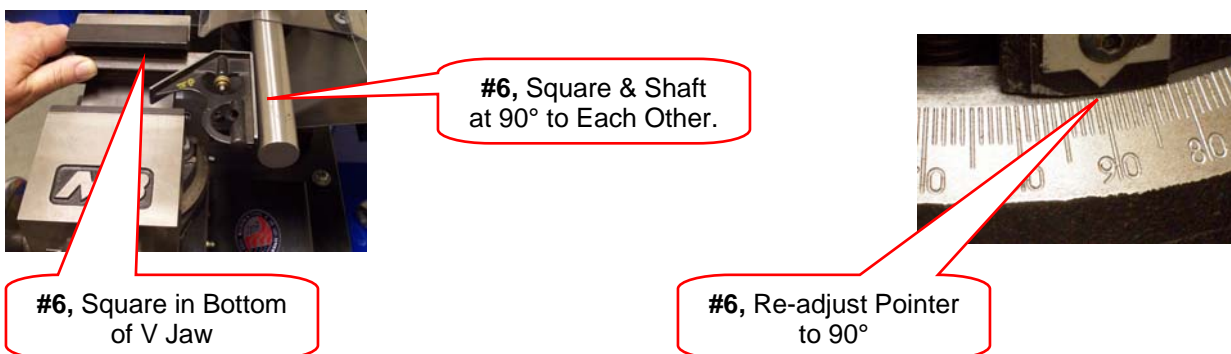 #6, Square & Shaft
at 90° to Each Other.
90
80
#6, Square in Bottom
of V Jaw
#6, Re-adjust Pointer
to 90°